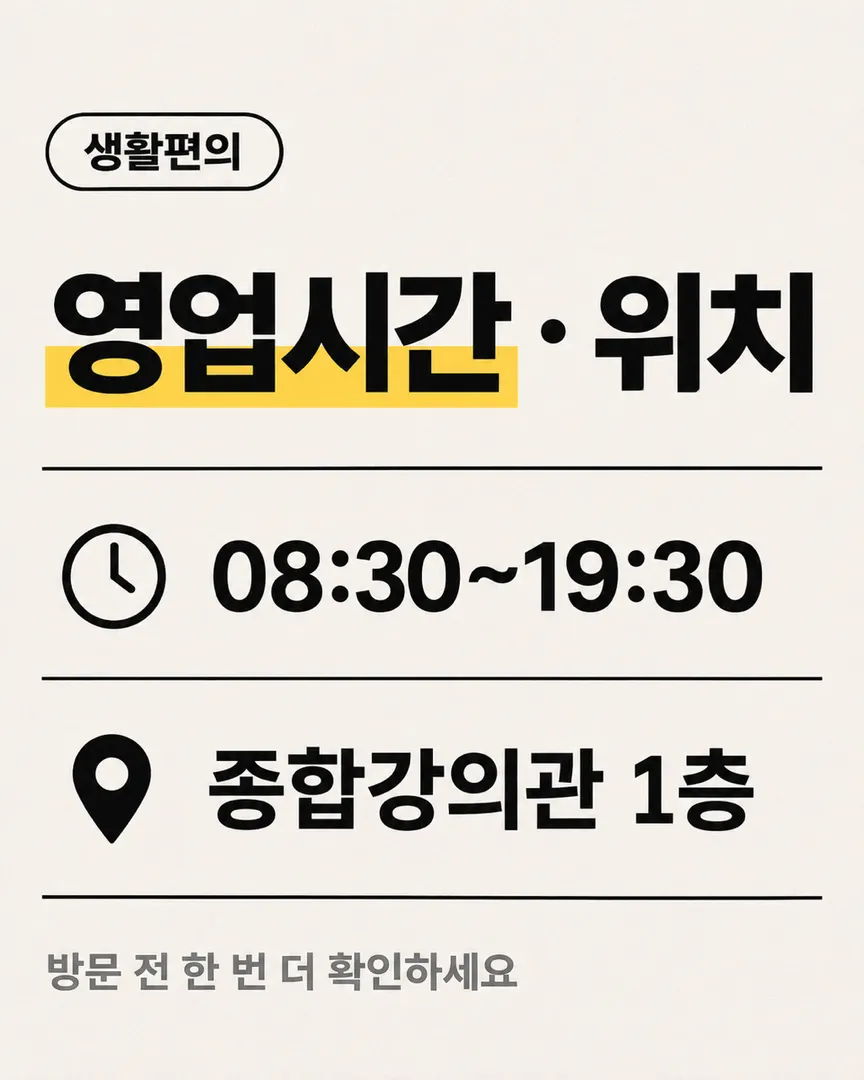 생활편의
영업시간 · 위치
08:30~19:30
종합강의관 1층
방문 전 한 번 더 확인하세요